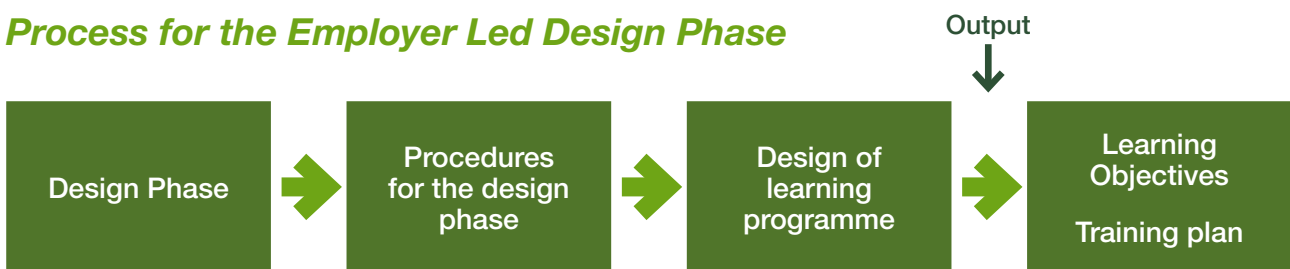 Process for the Employer Led Design Phase
Output
Design Phase
Procedures
for the design
phase
Design of
learning
programme
Learning
Objectives
Training plan